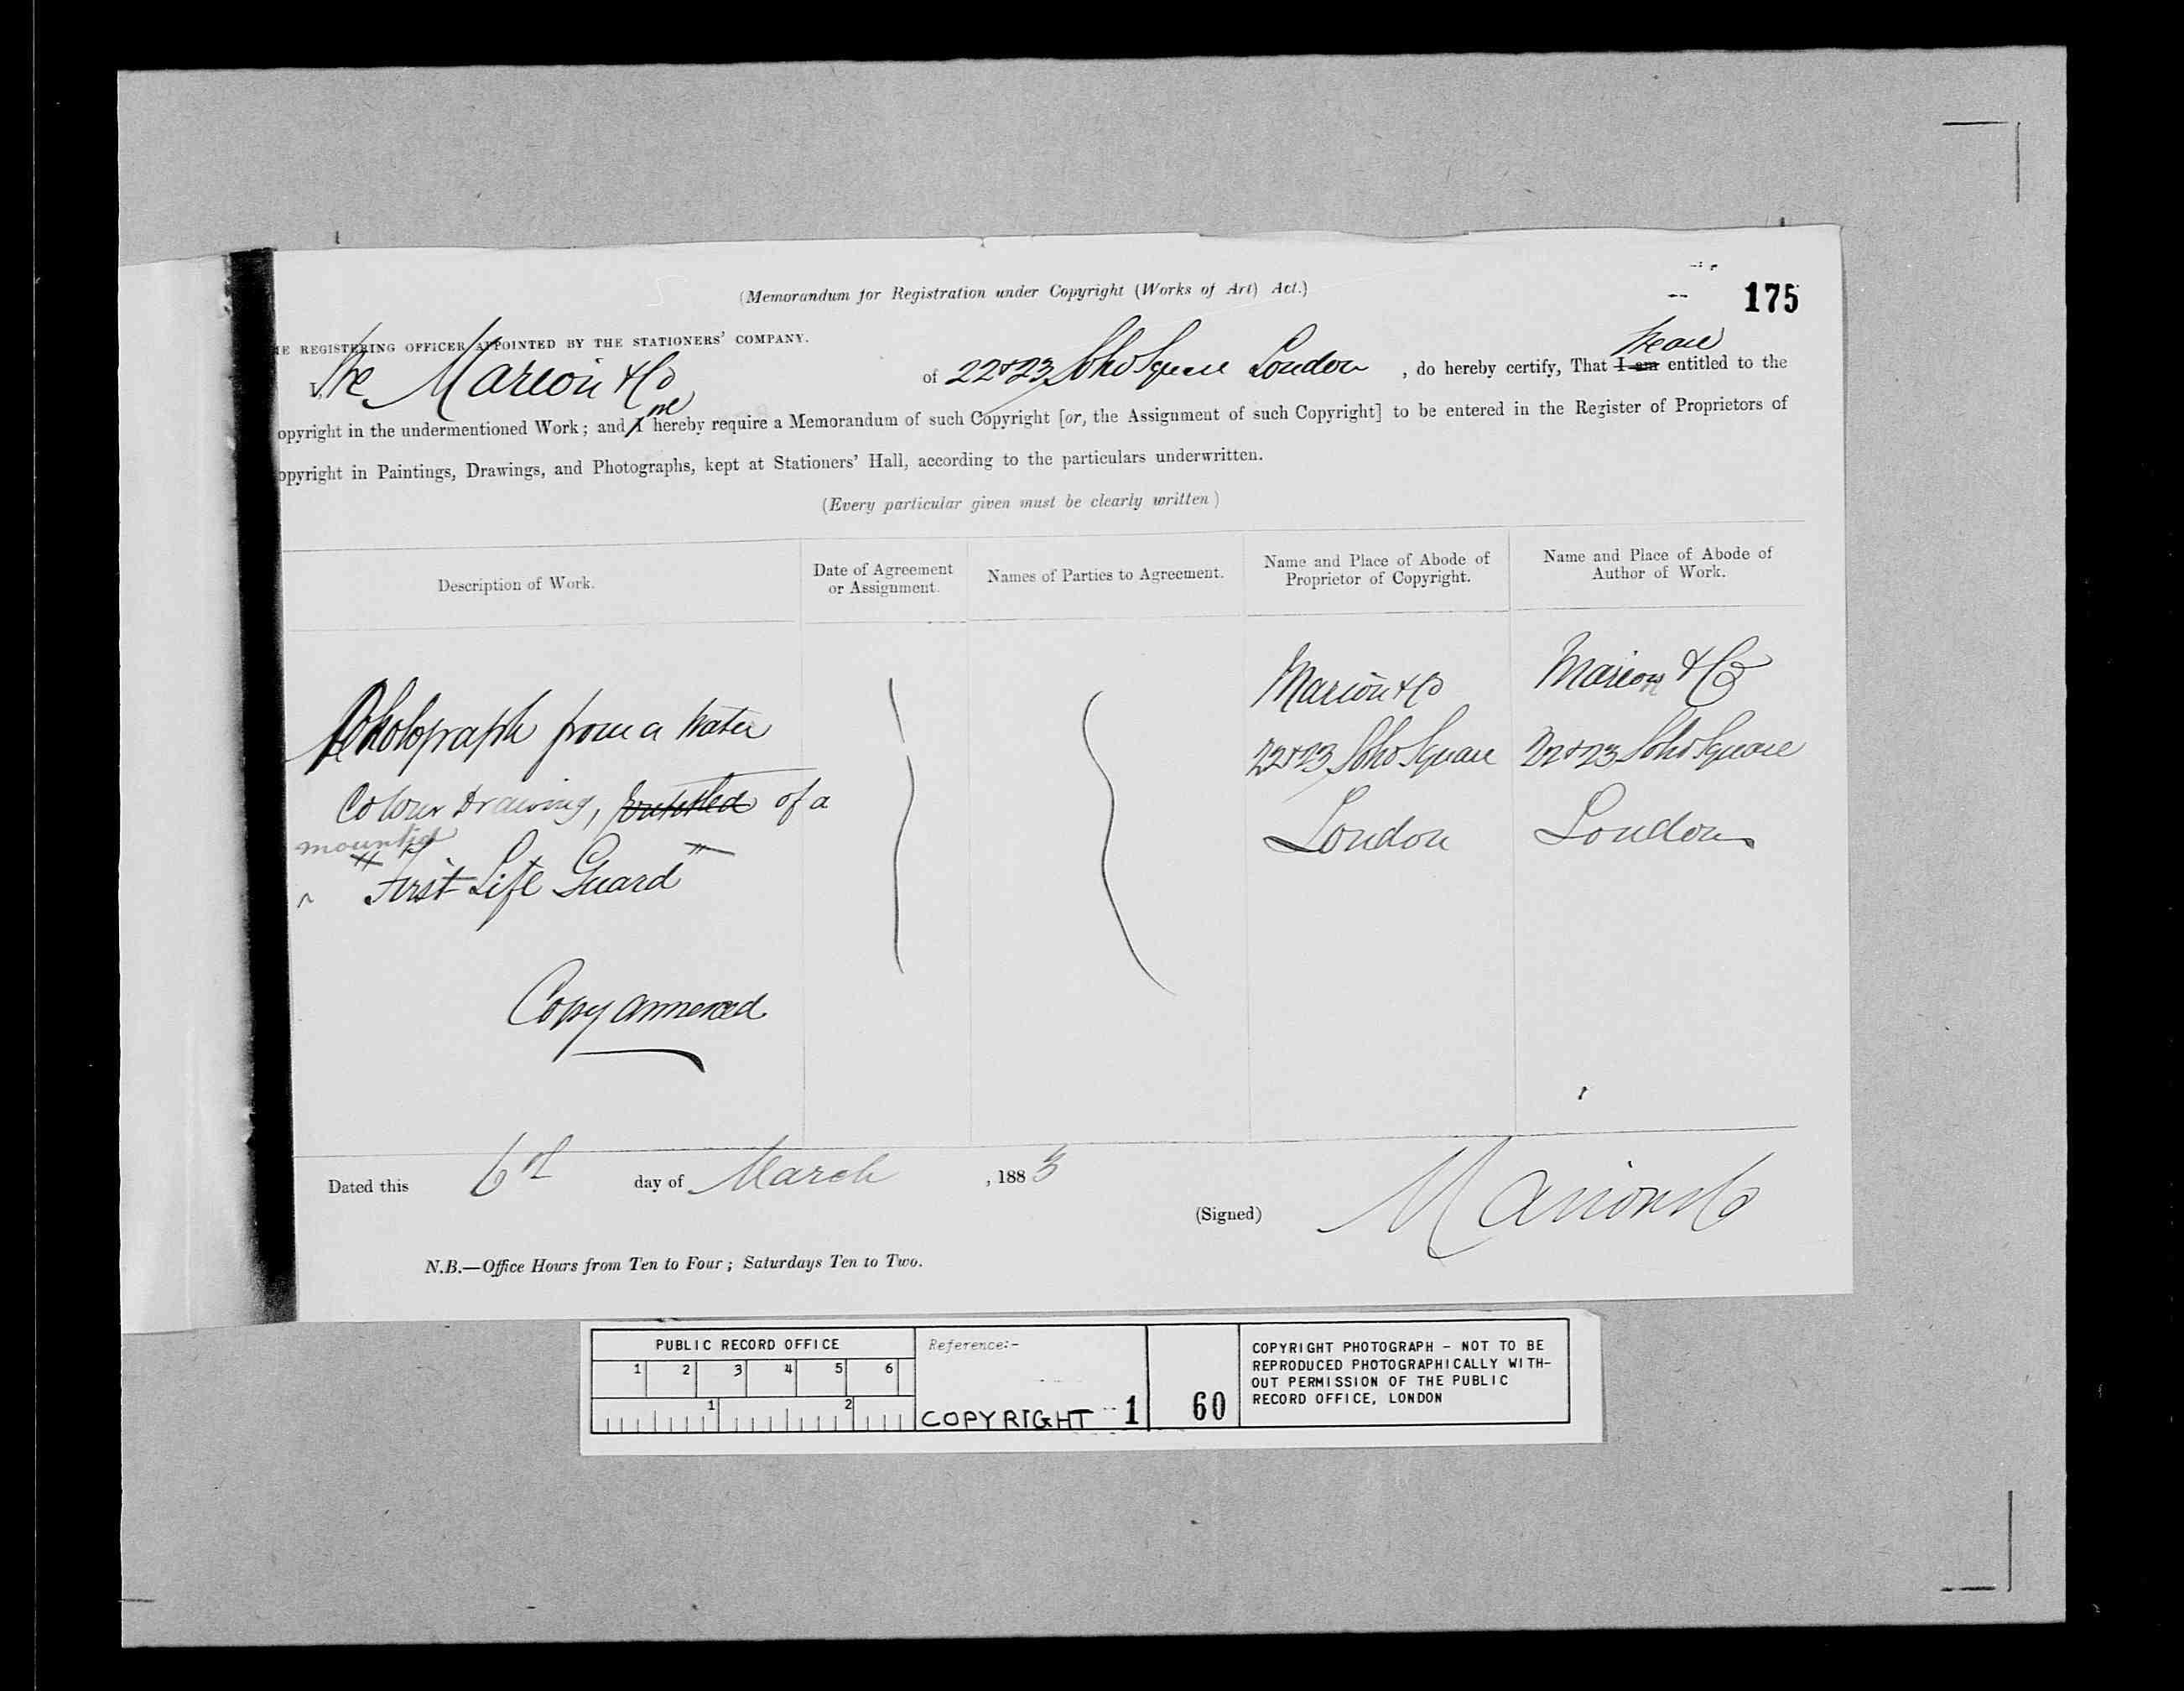 (Memorandum for Registration under Copyright (Works of Art) Act.)
175
HE REGISTERING OFFICER APPOINTED BY THE STATIONERS' COMPANY.
We Marion & Co of 22 & 23 Soho Square London , do hereby certify, That I am We are entitled to the
opyright in the undermentioned Work; and I we hereby require a Memorandum of such Copyright [or, the Assignment of such Copyright] to be entered in the Register of Proprietors of
opyright in Paintings, Drawings, and Photographs, kept at Stationers' Hall, according to the particulars underwritten.
(Every particular given must be clearly written)
Description of Work.
Date of Agreement
or Assignment.
Names of Parties to Agreement.
Name and Place of Abode of
Proprietor of Copyright.
Name and Place of Abode of
Author of Work.
Photograph from a Water
Colour Drawing, entitled of a
mounted
" First Life Guard "
Copy annexed
Marion & Co
22 & 23 Soho Square
London
Marion & Co
22 & 23 Soho Square
London
Dated this 6th day of March , 1883
(Signed) Marion & Co
N.B.—Office Hours from Ten to Four; Saturdays Ten to Two.
PUBLIC RECORD OFFICE
1 2 3 4 5 6
1 2
Reference:-
COPYRIGHT 1
60
COPYRIGHT PHOTOGRAPH - NOT TO BE
REPRODUCED PHOTOGRAPHICALLY WITH-
OUT PERMISSION OF THE PUBLIC
RECORD OFFICE, LONDON